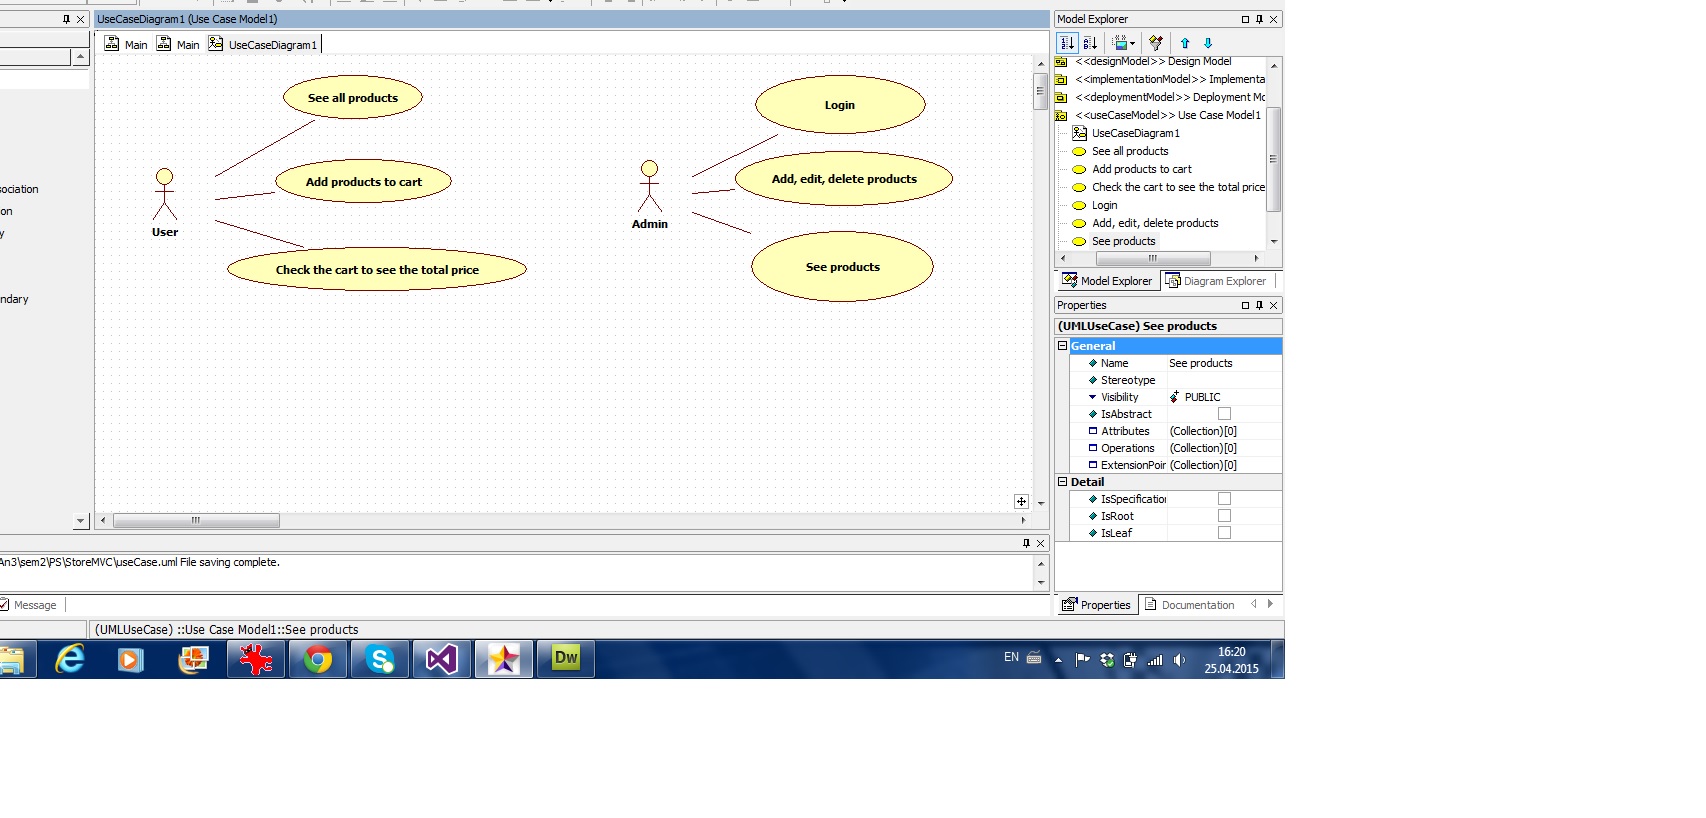 UseCaseDiagram1 (Use Case Model1)
Main
Main
UseCaseDiagram1
See all products
Add products to cart
User
Check the cart to see the total price
Login
Add, edit, delete products
Admin
See products
sociation
on
y
ndary
Model Explorer
<<designModel>> Design Model
<<implementationModel>> Implementa
<<deploymentModel>> Deployment Mo
<<useCaseModel>> Use Case Model1
UseCaseDiagram1
See all products
Add products to cart
Check the cart to see the total price
Login
Add, edit, delete products
See products
Model Explorer
Diagram Explorer
Properties
(UMLUseCase) See products
General
Name See products
Stereotype
Visibility PUBLIC
IsAbstract
Attributes (Collection)[0]
Operations (Collection)[0]
ExtensionPoir (Collection)[0]
Detail
IsSpecification
IsRoot
IsLeaf
Properties
Documentation
An3\sem2\PS\StoreMVC\useCase.uml File saving complete.
Message
(UMLUseCase) ::Use Case Model1::See products
Dw
EN
16:20
25.04.2015